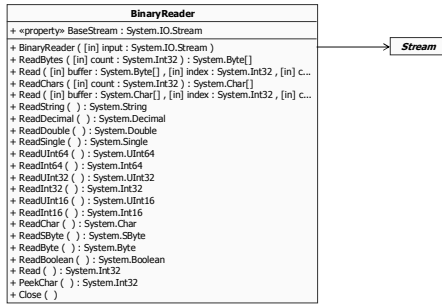 BinaryReader
+ «property» BaseStream : System.IO.Stream
+ BinaryReader ( [in] input : System.IO.Stream )
+ ReadBytes ( [in] count : System.Int32 ) : System.Byte[]
+ Read ( [in] buffer : System.Byte[] , [in] index : System.Int32 , [in] c...
+ ReadChars ( [in] count : System.Int32 ) : System.Char[]
+ Read ( [in] buffer : System.Char[] , [in] index : System.Int32 , [in] c...
+ ReadString ( ) : System.String
+ ReadDecimal ( ) : System.Decimal
+ ReadDouble ( ) : System.Double
+ ReadSingle ( ) : System.Single
+ ReadUInt64 ( ) : System.UInt64
+ ReadInt64 ( ) : System.Int64
+ ReadUInt32 ( ) : System.UInt32
+ ReadInt32 ( ) : System.Int32
+ ReadUInt16 ( ) : System.UInt16
+ ReadInt16 ( ) : System.Int16
+ ReadChar ( ) : System.Char
+ ReadSByte ( ) : System.SByte
+ ReadByte ( ) : System.Byte
+ ReadBoolean ( ) : System.Boolean
+ Read ( ) : System.Int32
+ PeekChar ( ) : System.Int32
+ Close ( )
Stream